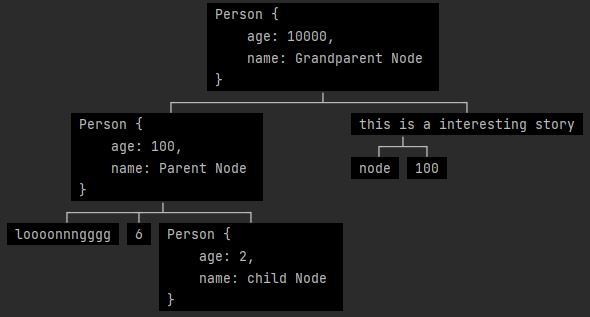 Person {
    age: 10000,
    name: Grandparent Node
}
Person {
    age: 100,
    name: Parent Node
}
this is a interesting story
node
100
loooonnngggg
6
Person {
    age: 2,
    name: child Node
}